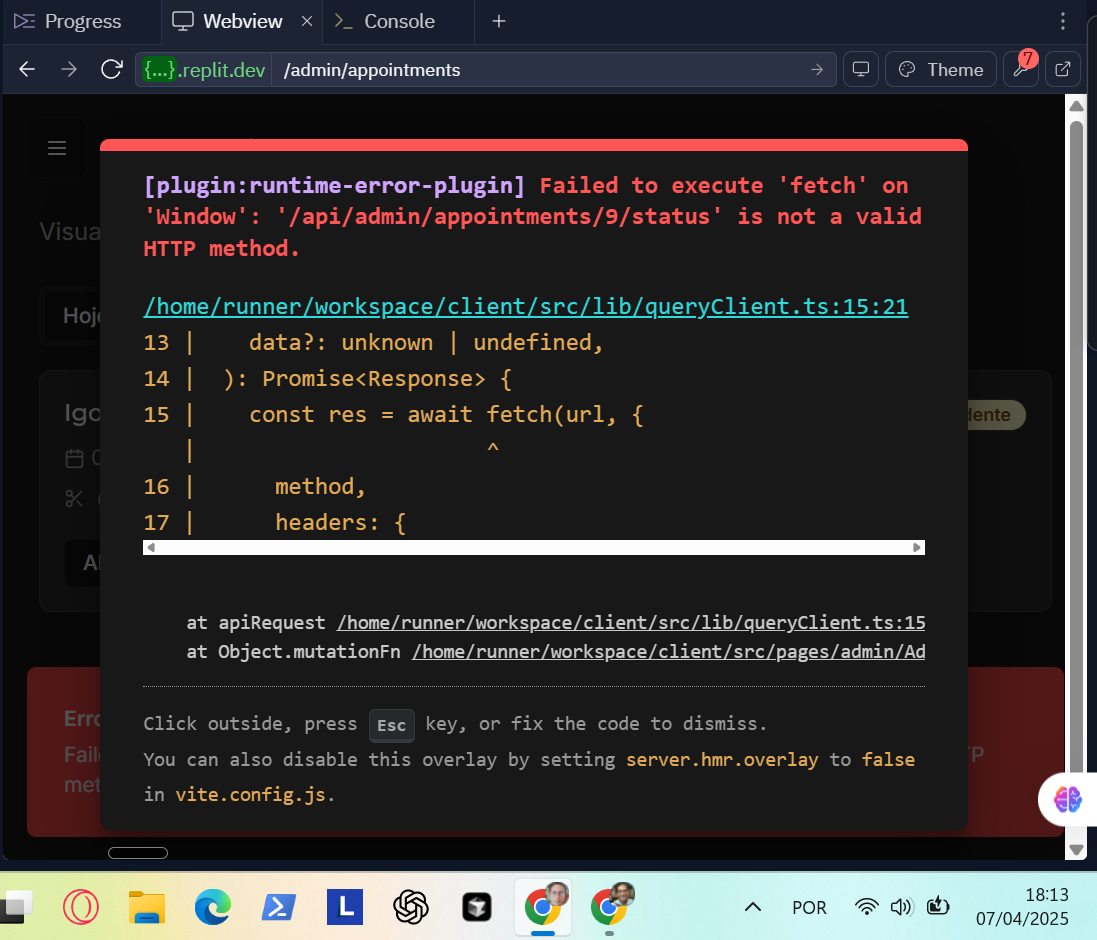 Progress
Webview
Console
{...}.replit.dev /admin/appointments
Theme
7
Visua
Hoj
[plugin:runtime-error-plugin] Failed to execute 'fetch' on
'Window': '/api/admin/appointments/9/status' is not a valid
HTTP method.
/home/runner/workspace/client/src/lib/queryClient.ts:15:21
13 | data?: unknown | undefined,
14 | ): Promise<Response> {
15 | const res = await fetch(url, {
| ^
16 | method,
17 | headers: {
Igo
dente
at apiRequest /home/runner/workspace/client/src/lib/queryClient.ts:15
at Object.mutationFn /home/runner/workspace/client/src/pages/admin/Ad
Erro
Faile
met
Click outside, press Esc key, or fix the code to dismiss.
You can also disable this overlay by setting server.hmr.overlay to false
in vite.config.js.
L
POR
18:13
07/04/2025